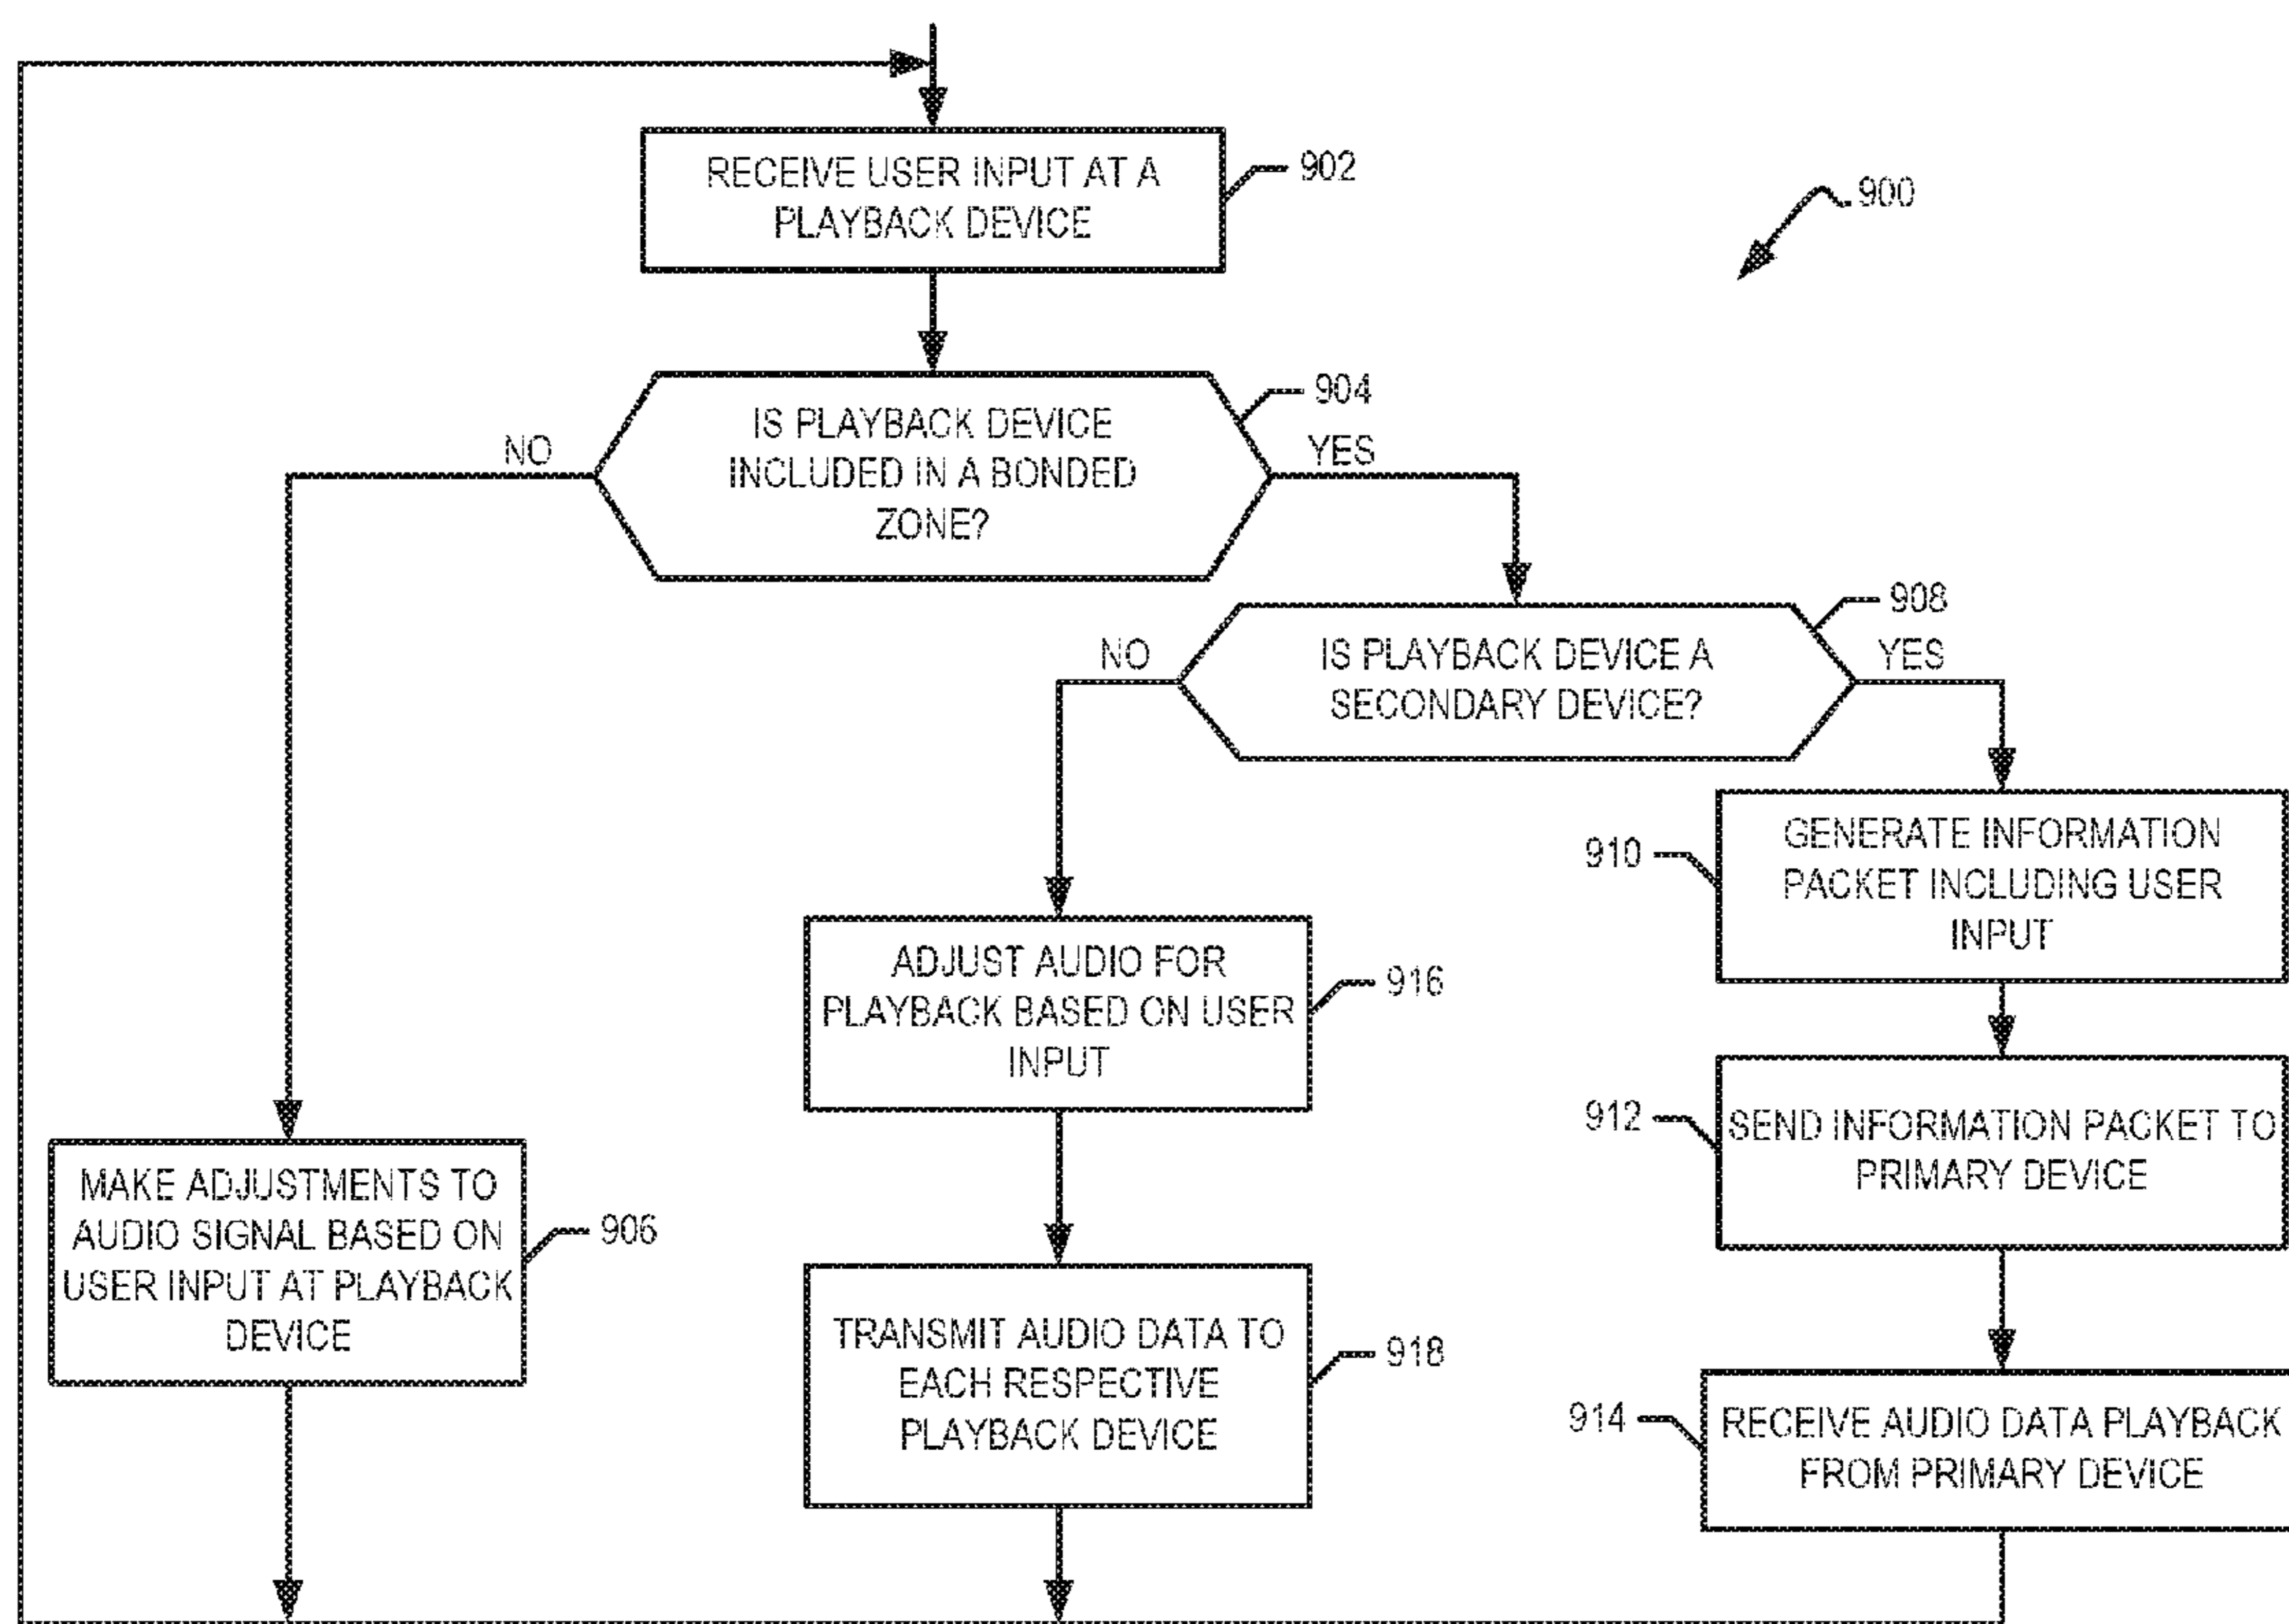 RECEIVE USER INPUT AT A
PLAYBACK DEVICE
902
900
IS PLAYBACK DEVICE
INCLUDED IN A BONDED
ZONE?
904
NO
YES
IS PLAYBACK DEVICE A
SECONDARY DEVICE?
908
NO
YES
MAKE ADJUSTMENTS TO
AUDIO SIGNAL BASED ON
USER INPUT AT PLAYBACK
DEVICE
906
ADJUST AUDIO FOR
PLAYBACK BASED ON USER
INPUT
916
TRANSMIT AUDIO DATA TO
EACH RESPECTIVE
PLAYBACK DEVICE
918
910
GENERATE INFORMATION
PACKET INCLUDING USER
INPUT
912
SEND INFORMATION PACKET TO
PRIMARY DEVICE
914
RECEIVE AUDIO DATA PLAYBACK
FROM PRIMARY DEVICE